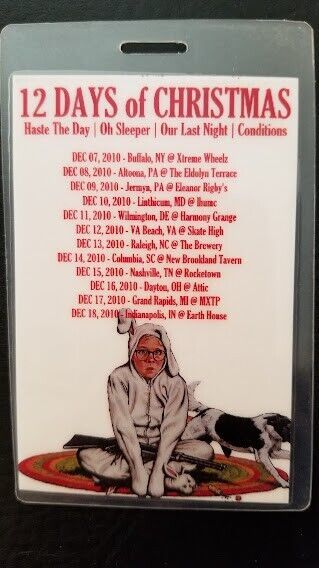 12 DAYS of CHRISTMAS
Haste The Day | Oh Sleeper | Our Last Night | Conditions
DEC 07, 2010 - Buffalo, NY @ Xtreme Wheelz
DEC 08, 2010 - Altoona, PA @ The Eldolyn Terrace
DEC 09, 2010 - Jermyn, PA @ Eleanor Rigby's
DEC 10, 2010 - Linthicum, MD @ Ihumc
DEC 11, 2010 - Wilmington, DE @ Harmony Grange
DEC 12, 2010 - VA Beach, VA @ Skate High
DEC 13, 2010 - Raleigh, NC @ The Brewery
DEC 14, 2010 - Columbia, SC @ New Brookland Tavern
DEC 15, 2010 - Nashville, TN @ Rocketown
DEC 16, 2010 - Dayton, OH @ Attic
DEC 17, 2010 - Grand Rapids, MI @ MXTP
DEC 18, 2010 - Indianapolis, IN @ Earth House